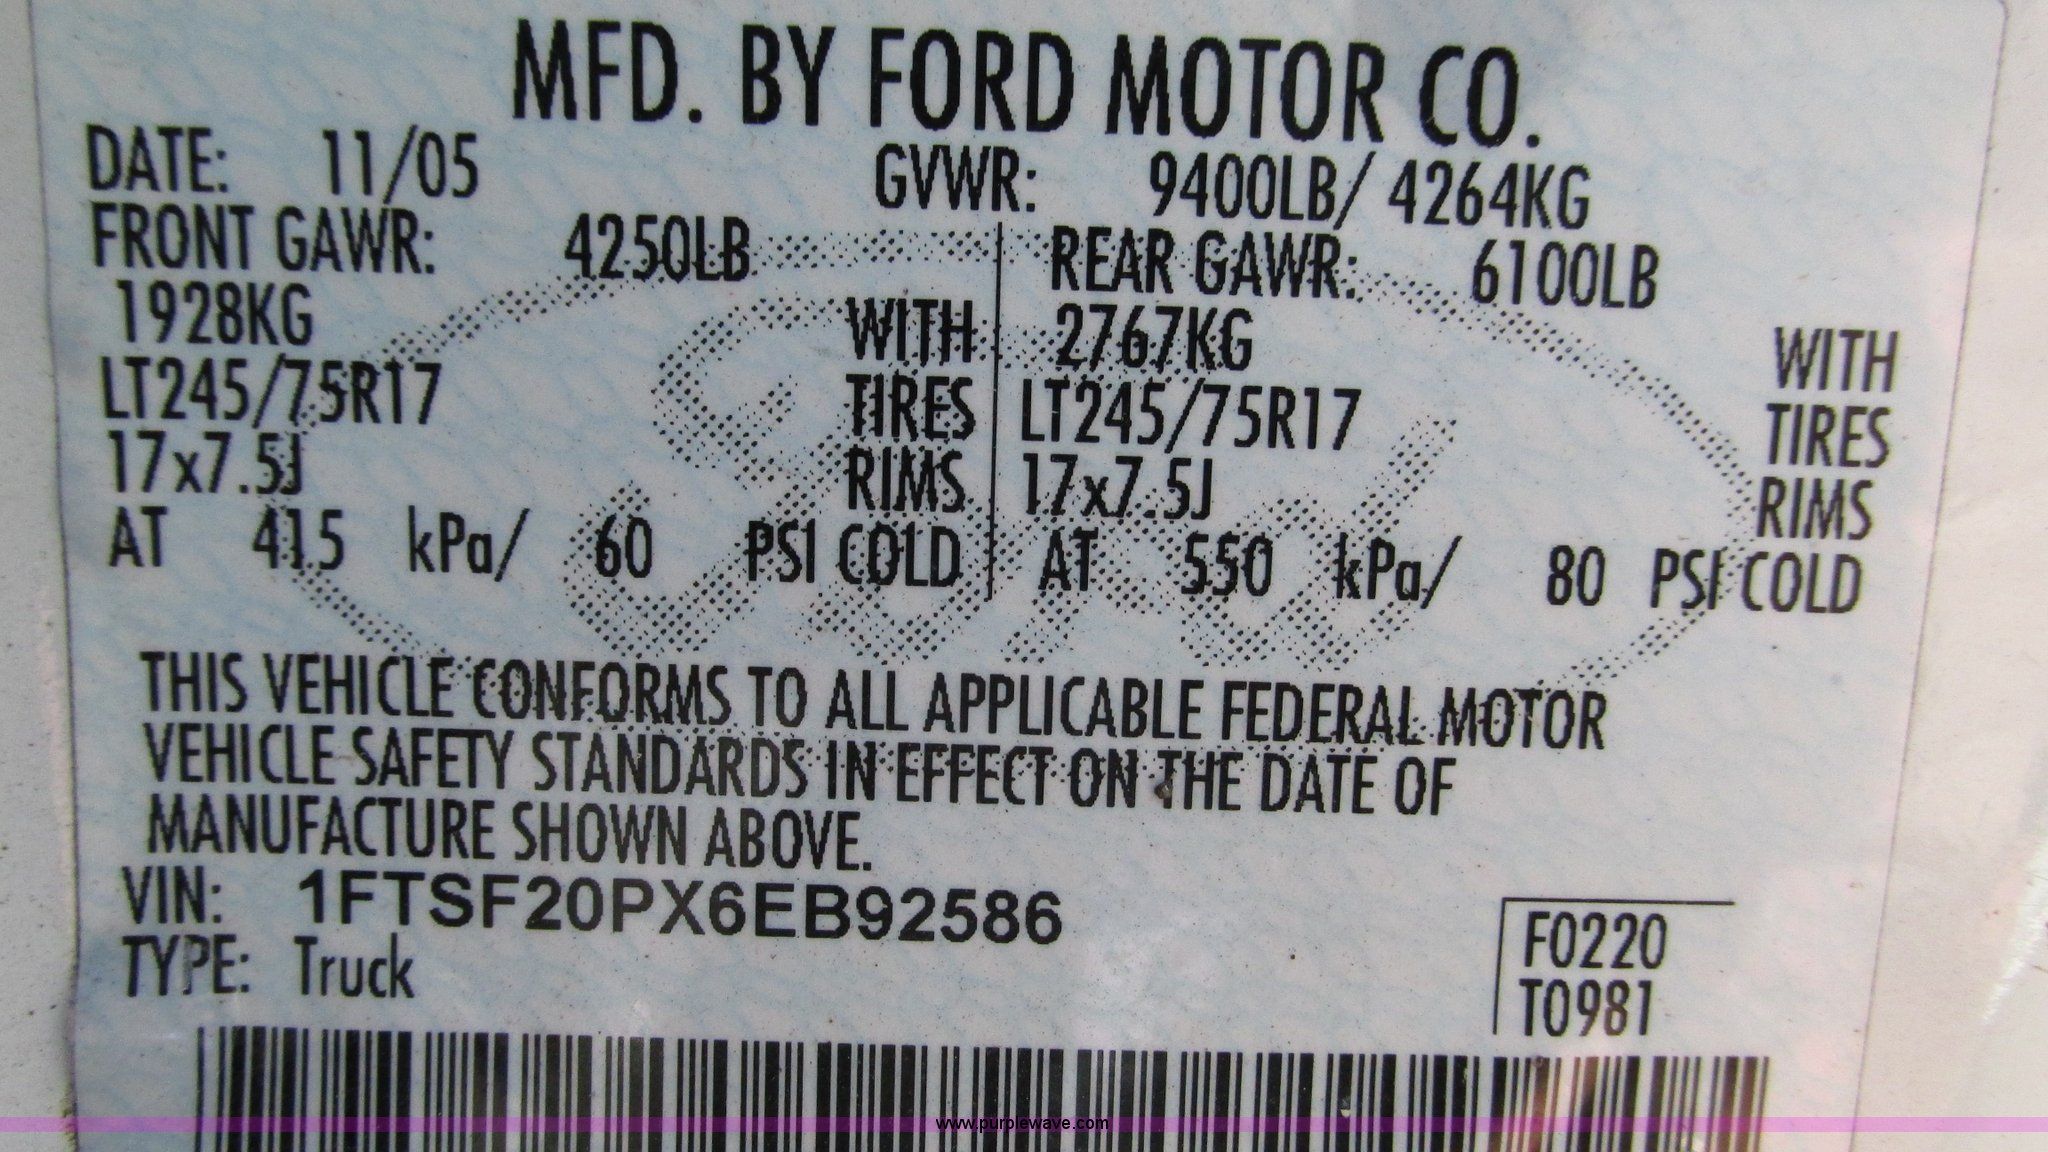 MFD. BY FORD MOTOR CO.
DATE: 11/05 GVWR: 9400LB/ 4264KG
FRONT GAWR: 4250LB REAR GAWR: 6100LB
1928KG WITH 2767KG WITH
LT245/75R17 TIRES LT245/75R17 TIRES
17x7.5J RIMS 17x7.5J RIMS
AT 415 kPa/ 60 PSI COLD AT 550 kPa/ 80 PSI COLD
THIS VEHICLE CONFORMS TO ALL APPLICABLE FEDERAL MOTOR
VEHICLE SAFETY STANDARDS IN EFFECT ON THE DATE OF
MANUFACTURE SHOWN ABOVE.
VIN: 1FTSF20PX6EB92586
TYPE: Truck
F0220
T0981
www.purplewave.com